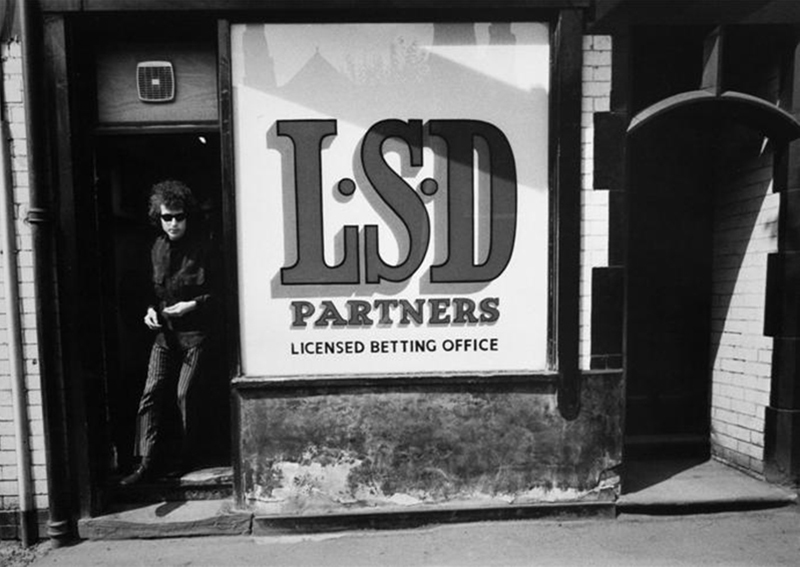 L·S·D
PARTNERS
LICENSED BETTING OFFICE